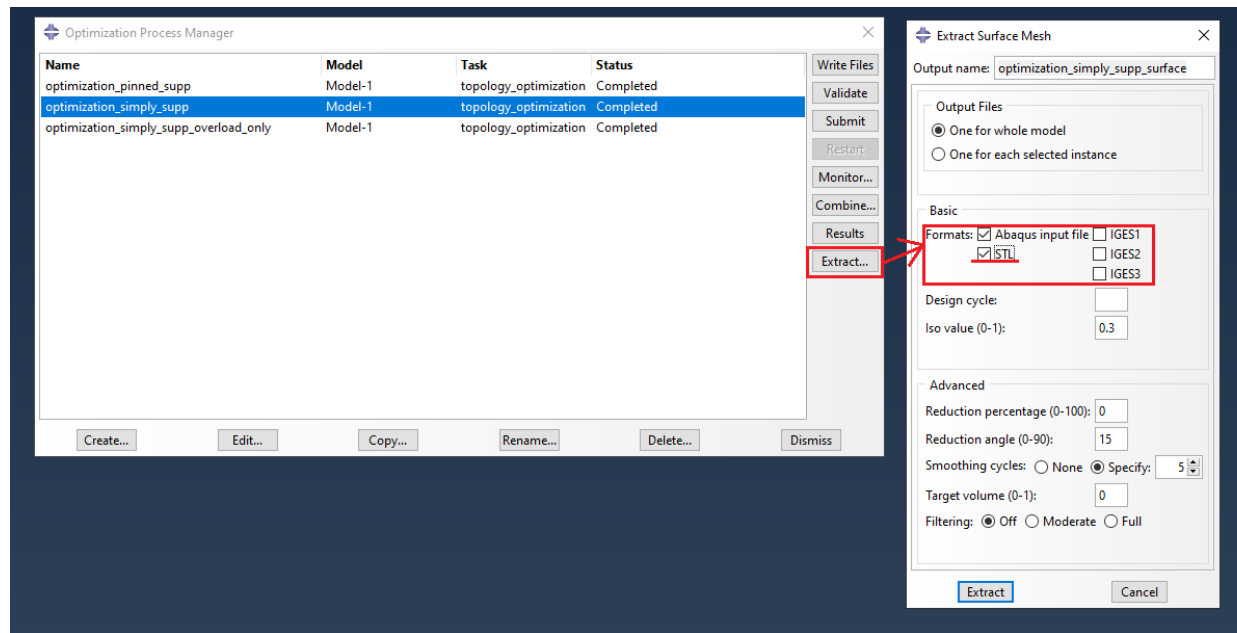 Optimization Process Manager
Name Model Task Status
optimization_pinned_supp Model-1 topology_optimization Completed
optimization_simply_supp Model-1 topology_optimization Completed
optimization_simply_supp_overload_only Model-1 topology_optimization Completed
Write Files
Validate
Submit
Restart
Monitor...
Combine...
Results
Extract...
Create... Edit... Copy... Rename... Delete... Dismiss
Extract Surface Mesh
Output name: optimization_simply_supp_surface
Output Files
One for whole model
One for each selected instance
Basic
Formats: Abaqus input file IGES1
STL IGES2
IGES3
Design cycle:
Iso value (0-1): 0.3
Advanced
Reduction percentage (0-100): 0
Reduction angle (0-90): 15
Smoothing cycles: None Specify: 5
Target volume (0-1): 0
Filtering: Off Moderate Full
Extract Cancel